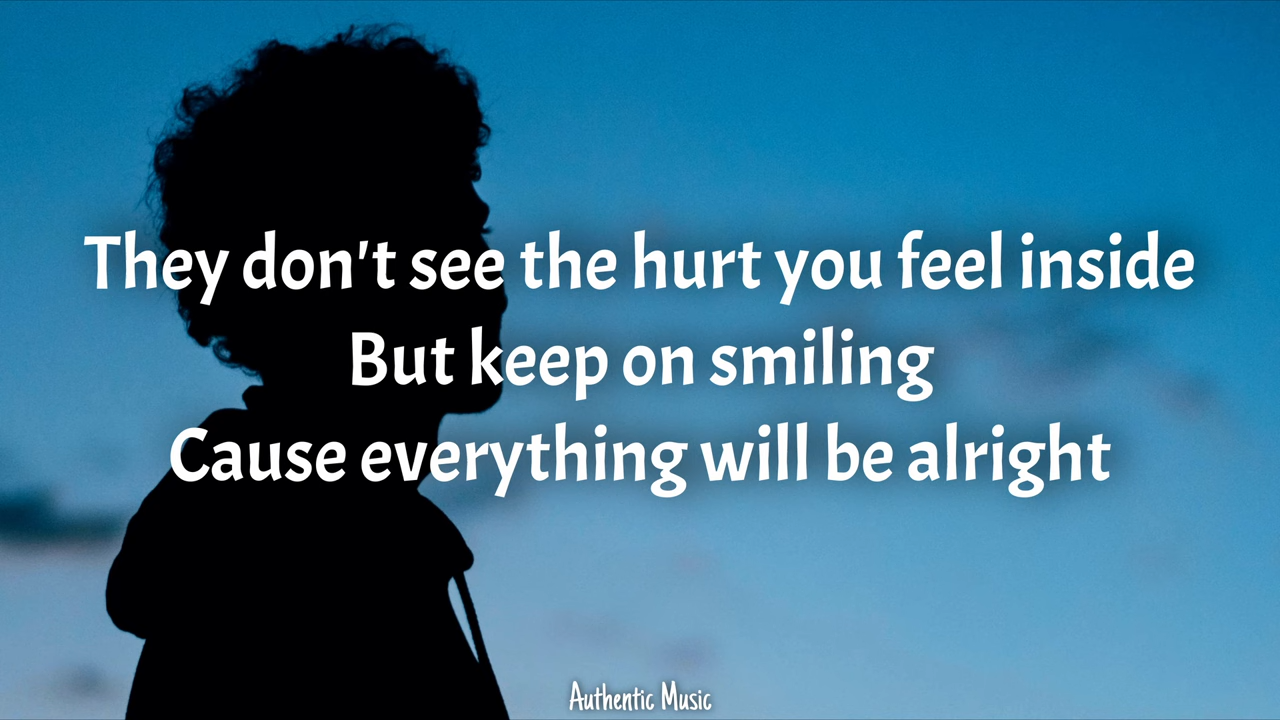 They don't see the hurt you feel inside
But keep on smiling
Cause everything will be alright
Authentic Music